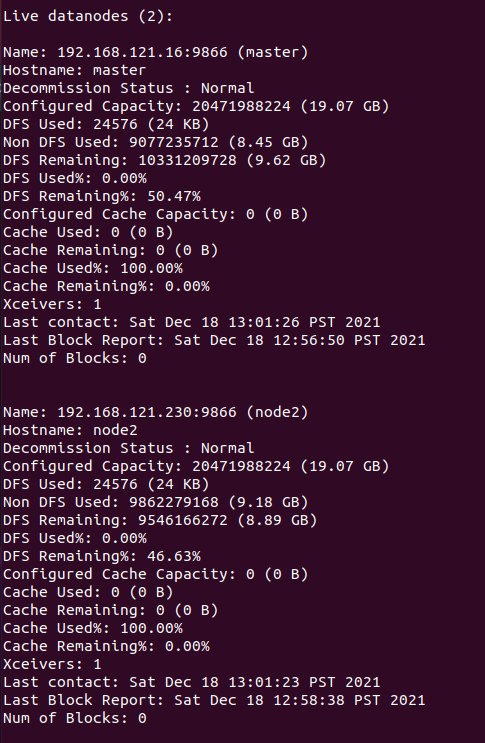 Live datanodes (2):
Name: 192.168.121.16:9866 (master)
Hostname: master
Decommission Status : Normal
Configured Capacity: 20471988224 (19.07 GB)
DFS Used: 24576 (24 KB)
Non DFS Used: 9077235712 (8.45 GB)
DFS Remaining: 10331209728 (9.62 GB)
DFS Used%: 0.00%
DFS Remaining%: 50.47%
Configured Cache Capacity: 0 (0 B)
Cache Used: 0 (0 B)
Cache Remaining: 0 (0 B)
Cache Used%: 100.00%
Cache Remaining%: 0.00%
Xceivers: 1
Last contact: Sat Dec 18 13:01:26 PST 2021
Last Block Report: Sat Dec 18 12:56:50 PST 2021
Num of Blocks: 0
Name: 192.168.121.230:9866 (node2)
Hostname: node2
Decommission Status : Normal
Configured Capacity: 20471988224 (19.07 GB)
DFS Used: 24576 (24 KB)
Non DFS Used: 9862279168 (9.18 GB)
DFS Remaining: 9546166272 (8.89 GB)
DFS Used%: 0.00%
DFS Remaining%: 46.63%
Configured Cache Capacity: 0 (0 B)
Cache Used: 0 (0 B)
Cache Remaining: 0 (0 B)
Cache Used%: 100.00%
Cache Remaining%: 0.00%
Xceivers: 1
Last contact: Sat Dec 18 13:01:23 PST 2021
Last Block Report: Sat Dec 18 12:58:38 PST 2021
Num of Blocks: 0